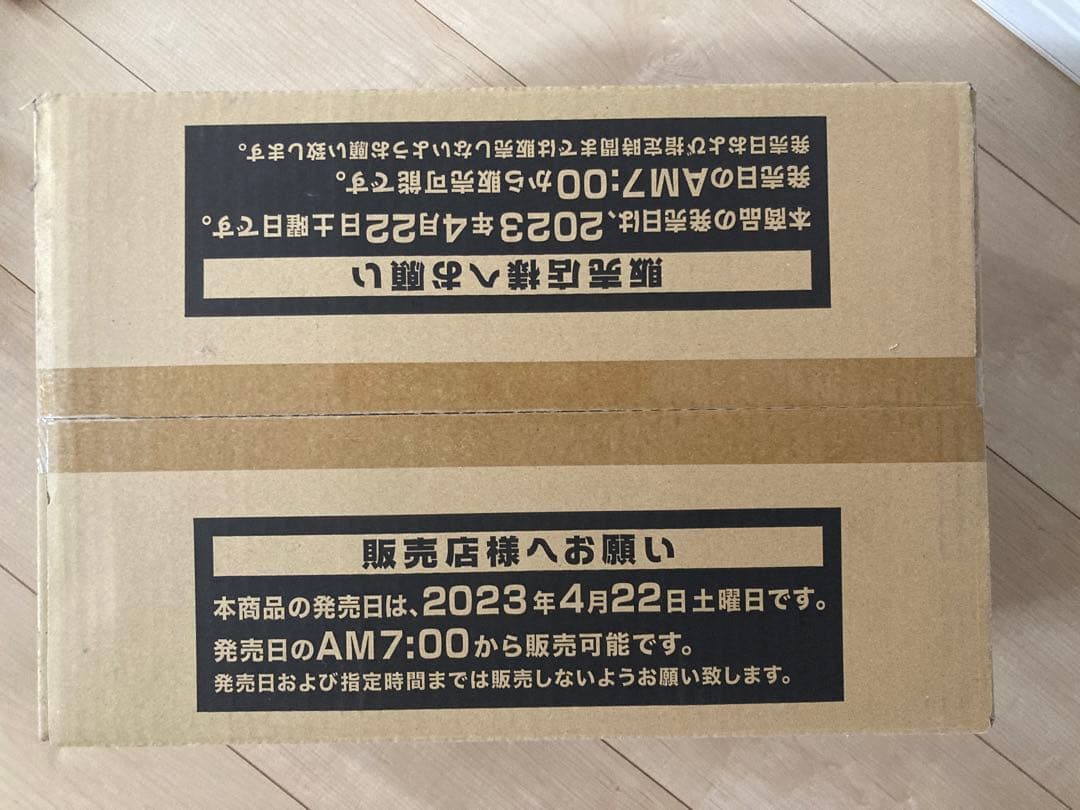 販売店様へお願い
本商品の発売日は、2023年4月22日土曜日です。
発売日のAM7:00から販売可能です。
発売日および指定時間までは販売しないようお願い致します。
販売店様へお願い
本商品の発売日は、2023年4月22日土曜日です。
発売日のAM7:00から販売可能です。
発売日および指定時間までは販売しないようお願い致します。